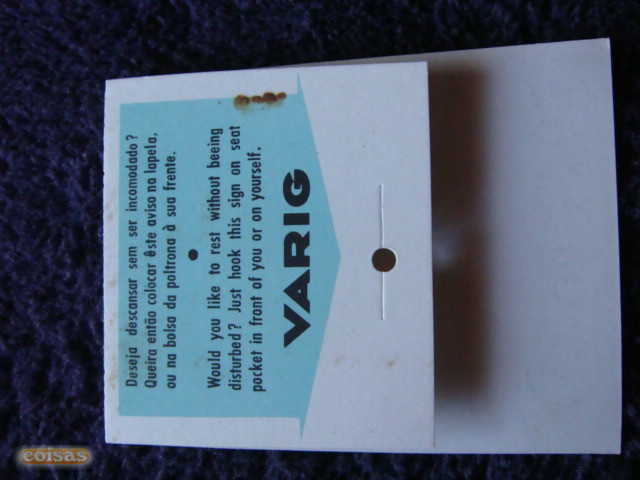 Deseja descansar sem ser incomodado?
Queira então colocar êste aviso na lapela,
ou na bolsa da poltrona à sua frente.
Would you like to rest without beeing
disturbed? Just hook this sign on seat
pocket in front of you or on yourself.
VARIG
coisas